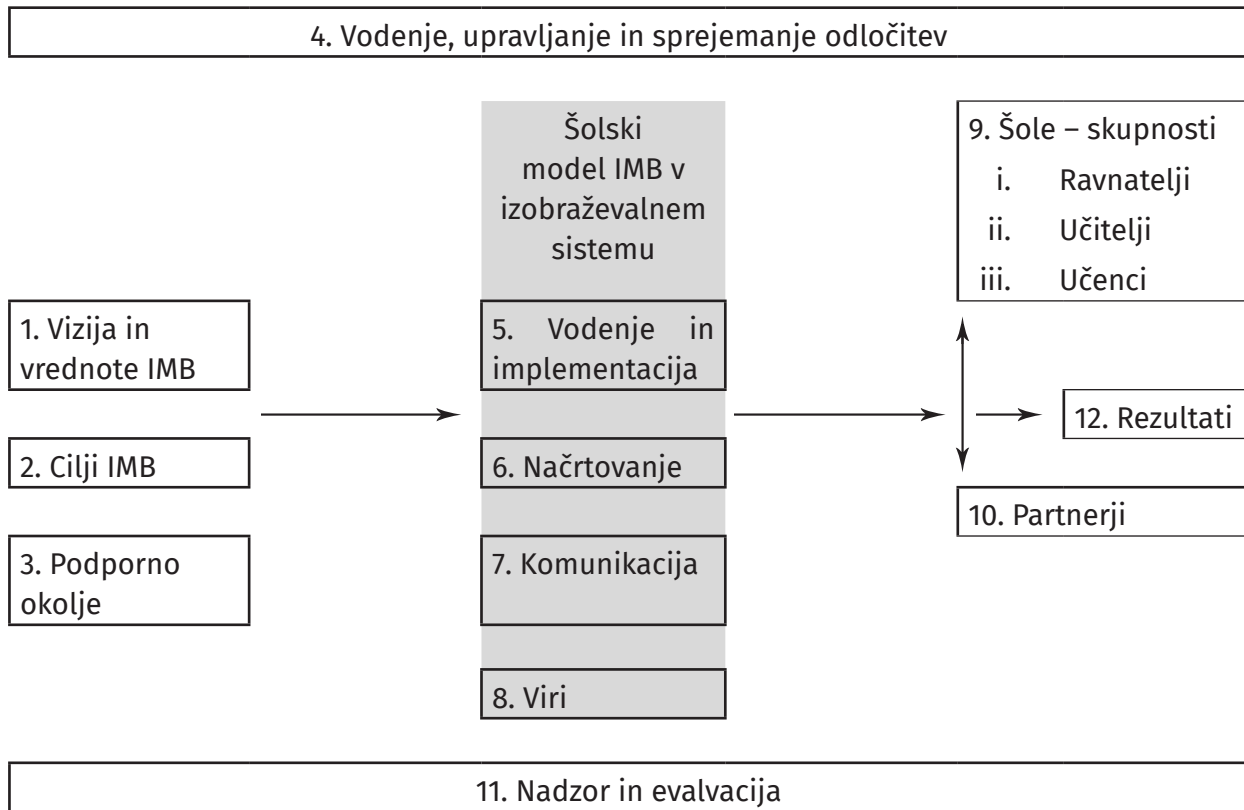 4. Vodenje, upravljanje in sprejemanje odločitev
Šolski
model IMB v
izobraževalnem
sistemu
9. Šole – skupnosti
i. Ravnatelji
ii. Učitelji
iii. Učenci
1. Vizija in
vrednote IMB
5. Vodenje in
implementacija
12. Rezultati
2. Cilji IMB
6. Načrtovanje
10. Partnerji
3. Podporno
okolje
7. Komunikacija
8. Viri
11. Nadzor in evalvacija